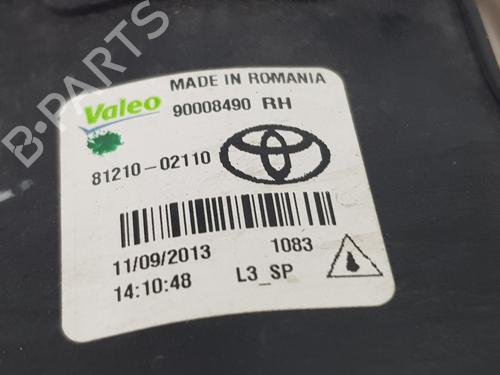 B-PARTS
MADE IN ROMANIA
Valeo
90008490 RH
81210-02110
11/09/2013 1083
14:10:48 L3_SP